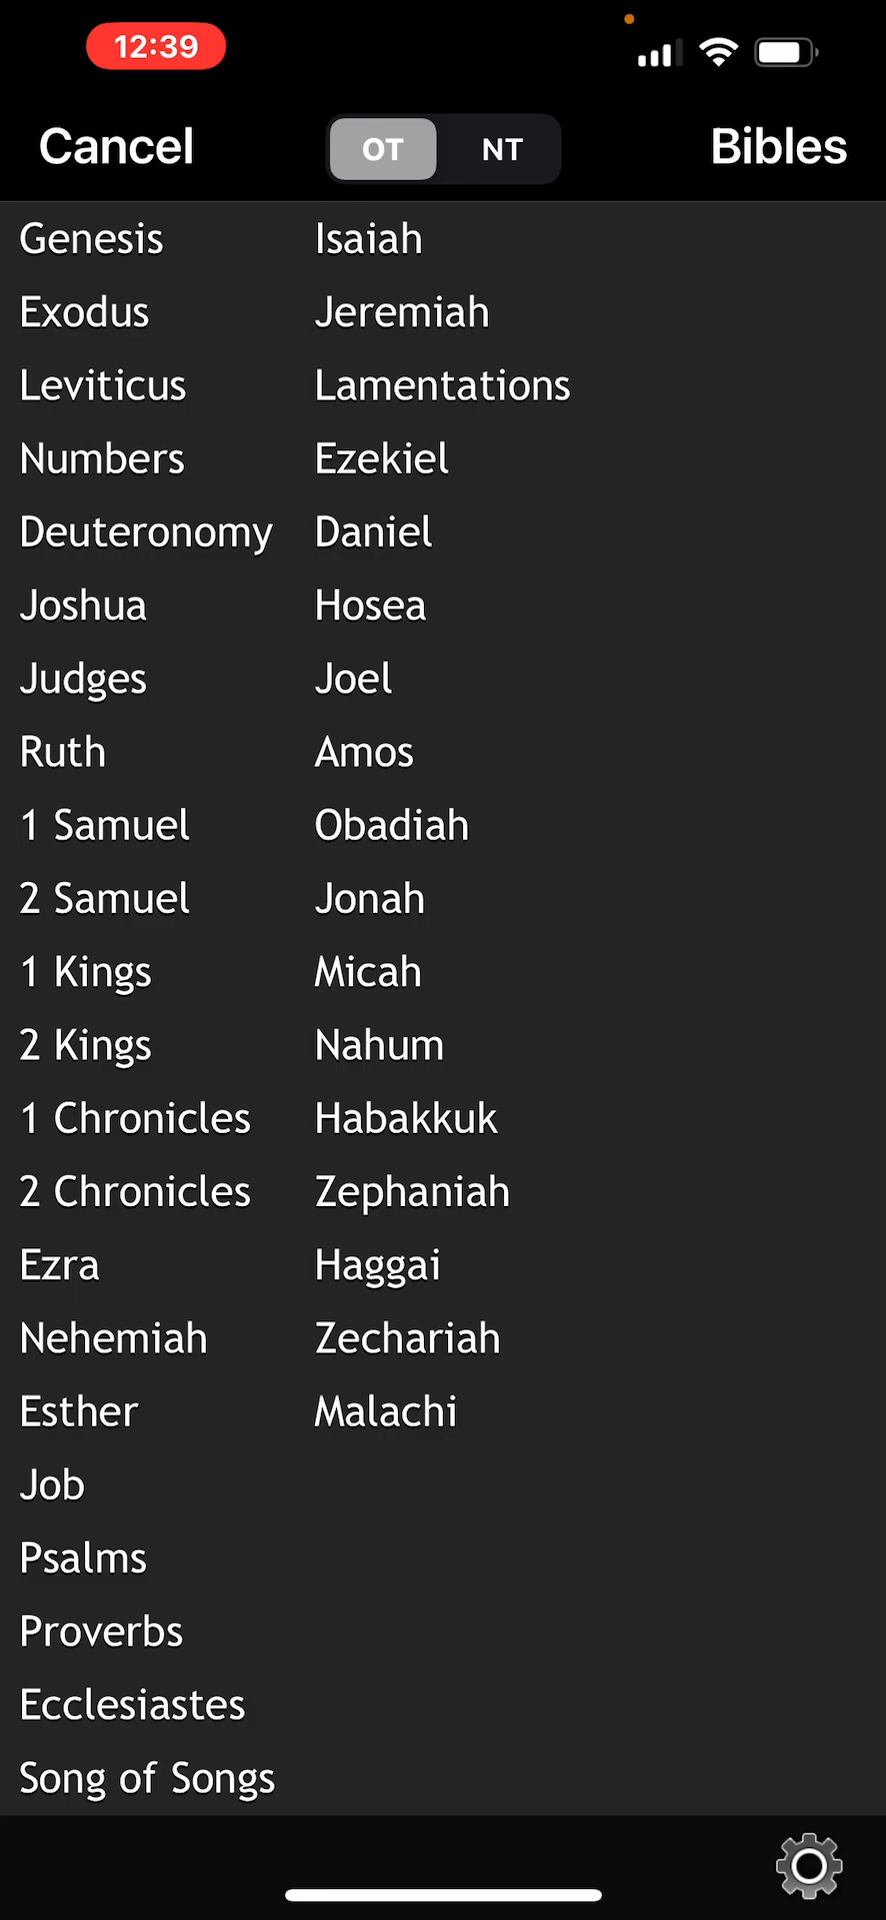 12:39
Cancel OT NT Bibles
Genesis
Exodus
Leviticus
Numbers
Deuteronomy
Joshua
Judges
Ruth
1 Samuel
2 Samuel
1 Kings
2 Kings
1 Chronicles
2 Chronicles
Ezra
Nehemiah
Esther
Job
Psalms
Proverbs
Ecclesiastes
Song of Songs
Isaiah
Jeremiah
Lamentations
Ezekiel
Daniel
Hosea
Joel
Amos
Obadiah
Jonah
Micah
Nahum
Habakkuk
Zephaniah
Haggai
Zechariah
Malachi